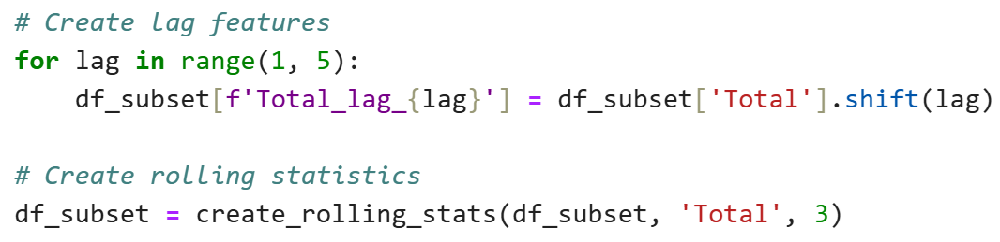 # Create lag features
for lag in range(1, 5):
    df_subset[f'Total_lag_{lag}'] = df_subset['Total'].shift(lag)
# Create rolling statistics
df_subset = create_rolling_stats(df_subset, 'Total', 3)